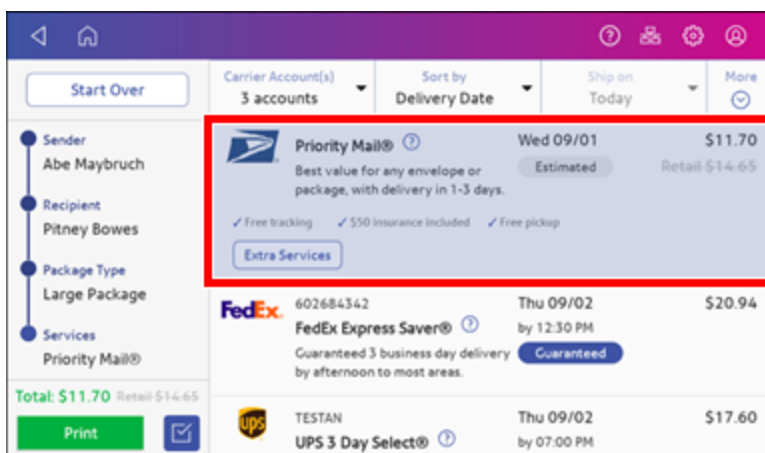 Start Over
Carrier Account(s)
3 accounts
Sort by
Delivery Date
Ship on
Today
More
Sender
Abe Maybruch
Recipient
Pitney Bowes
Package Type
Large Package
Services
Priority Mail®
Total: $11.70 Retail $14.65
Print
Priority Mail® ?
Wed 09/01
$11.70
Best value for any envelope or
package, with delivery in 1-3 days.
Estimated
Retail $14.65
✓ Free tracking ✓ $50 insurance included ✓ Free pickup
Extra Services
FedEx.
602684342
Thu 09/02
$20.94
FedEx Express Saver® ?
by 12:30 PM
Guaranteed 3 business day delivery
by afternoon to most areas.
Guaranteed
ups
TESTAN
Thu 09/02
$17.60
UPS 3 Day Select® ?
by 07:00 PM